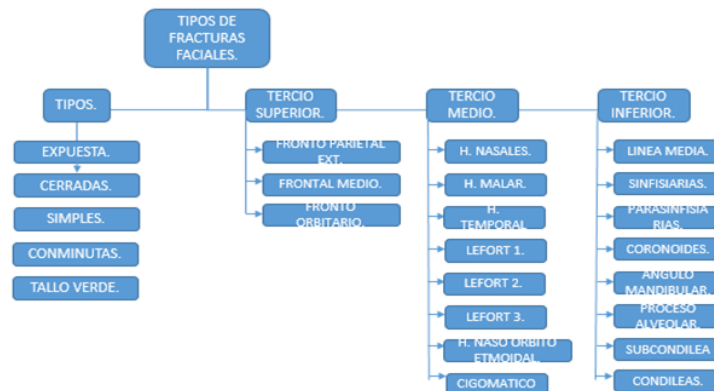 TIPOS DE
FRACTURAS
FACIALES.
TIPOS.
EXPUESTA.
CERRADAS.
SIMPLES.
CONMINUTAS.
TALLO VERDE.
TERCIO
SUPERIOR.
FRONTO PARIETAL
EXT.
FRONTAL MEDIO.
FRONTO
ORBITARIO.
TERCIO
MEDIO.
H. NASALES.
H. MALAR.
H.
TEMPORAL
LEFORT 1.
LEFORT 2.
LEFORT 3.
H. NASO ORBITO
ETMOIDAL.
CIGOMATICO
TERCIO
INFERIOR.
LINEA MEDIA.
SINFISIARIAS.
PARASINFISIA
RIAS.
CORONOIDES.
ANGULO
MANDIBULAR.
PROCESO
ALVEOLAR.
SUBCONDILEA
CONDILEAS.